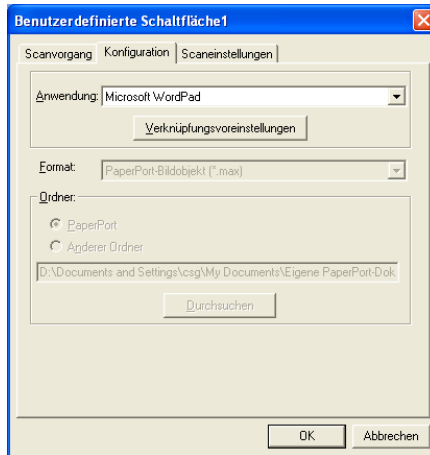 Benutzerdefinierte Schaltfläche1
Scanvorgang Konfiguration Scaneinstellungen
Anwendung: Microsoft WordPad
Verknüpfungsvoreinstellungen
Format: PaperPort-Bildobjekt (*.max)
Ordner:
PaperPort
Anderer Ordner
D:\Documents and Settings\csg\My Documents\Eigene PaperPort-Dok
Durchsuchen
OK Abbrechen